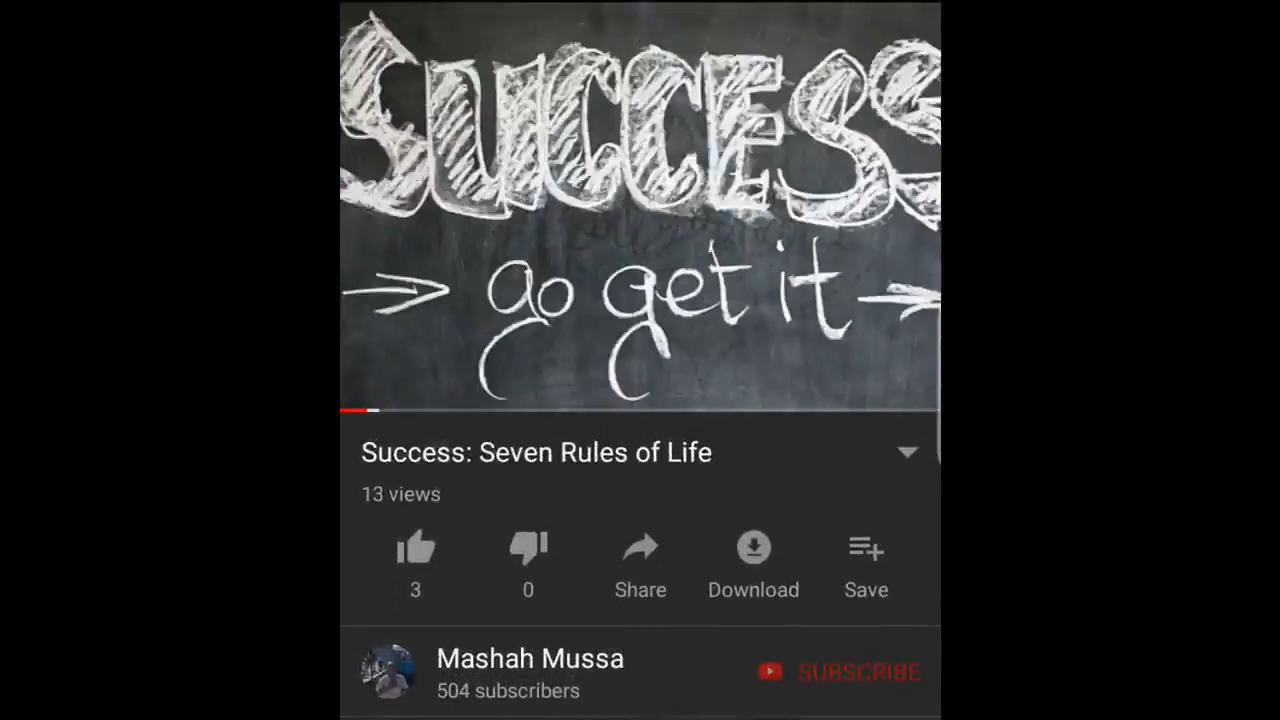 SUCCESS
go get it
Success: Seven Rules of Life
13 views
3
0
Share
Download
Save
Mashah Mussa
504 subscribers
SUBSCRIBE